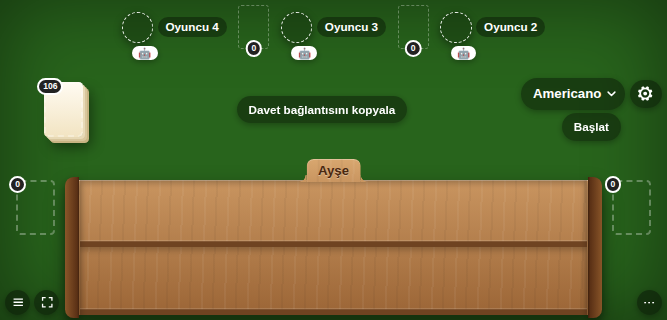 Oyuncu 4
Oyuncu 3
Oyuncu 2
0
0
106
Americano
Davet bağlantısını kopyala
Başlat
Ayşe
0
0